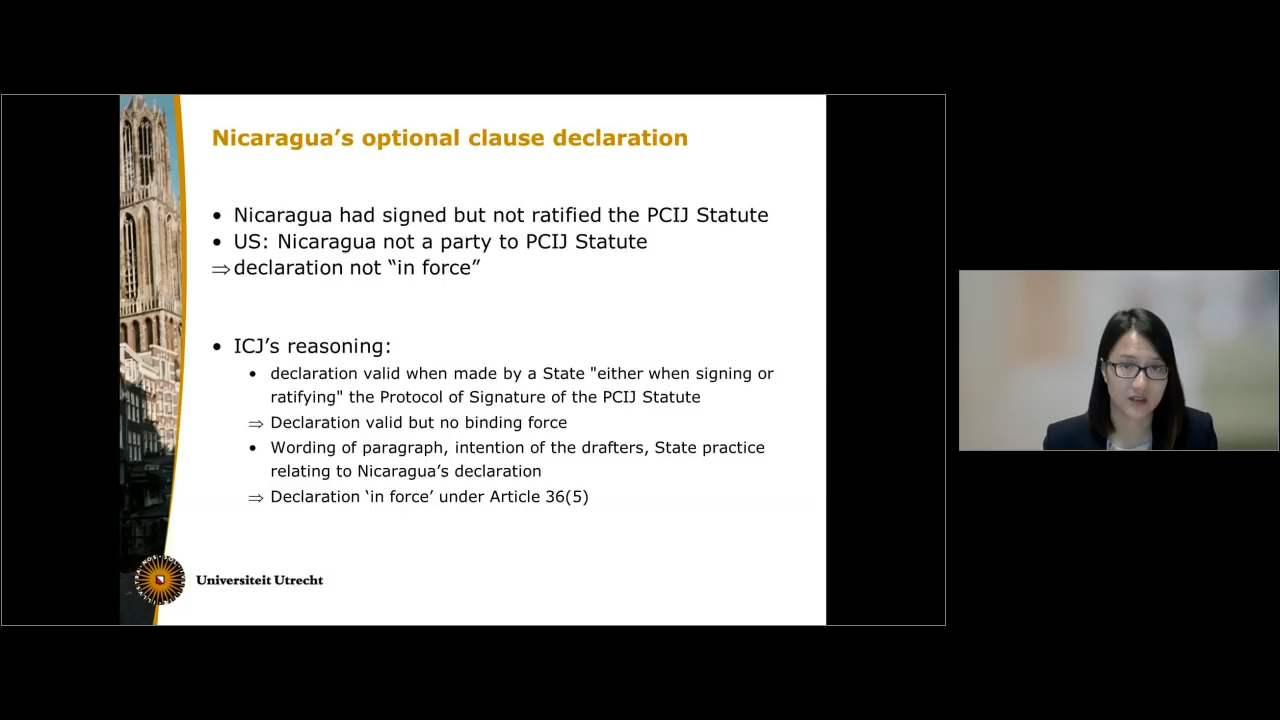 Nicaragua’s optional clause declaration
• Nicaragua had signed but not ratified the PCIJ Statute
• US: Nicaragua not a party to PCIJ Statute
⇒ declaration not “in force”
• ICJ’s reasoning:
• declaration valid when made by a State "either when signing or
ratifying" the Protocol of Signature of the PCIJ Statute
⇒ Declaration valid but no binding force
• Wording of paragraph, intention of the drafters, State practice
relating to Nicaragua’s declaration
⇒ Declaration ‘in force’ under Article 36(5)
Universiteit Utrecht